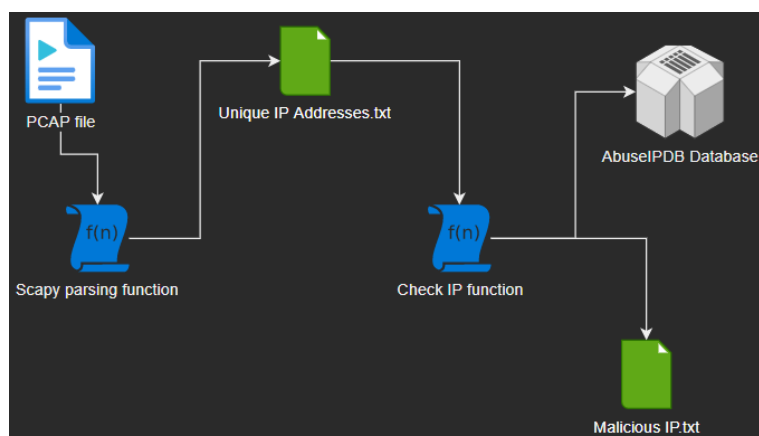 PCAP file
Unique IP Addresses.txt
AbuseIPDB Database
f(n)
f(n)
Scapy parsing function
Check IP function
Malicious IP.txt